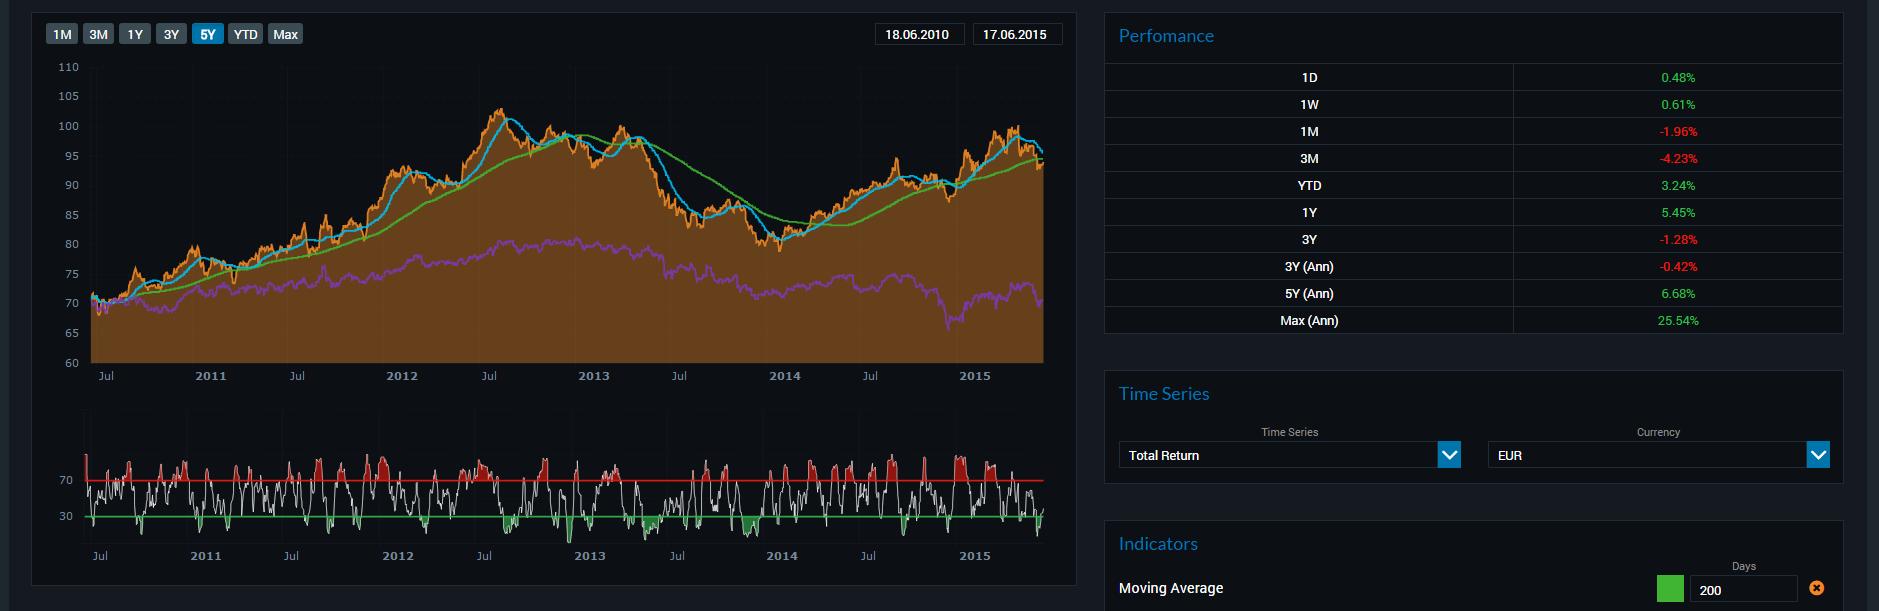 1M 3M 1Y 3Y 5Y YTD Max 18.06.2010 17.06.2015
110
105
100
95
90
85
80
75
70
65
60
Jul 2011 Jul 2012 Jul 2013 Jul 2014 Jul 2015
70
30
Jul 2011 Jul 2012 Jul 2013 Jul 2014 Jul 2015
Perfomance
1D 0.48%
1W 0.61%
1M -1.96%
3M -4.23%
YTD 3.24%
1Y 5.45%
3Y -1.28%
3Y (Ann) -0.42%
5Y (Ann) 6.68%
Max (Ann) 25.54%
Time Series
Time Series Currency
Total Return EUR
Indicators
Days
Moving Average 200